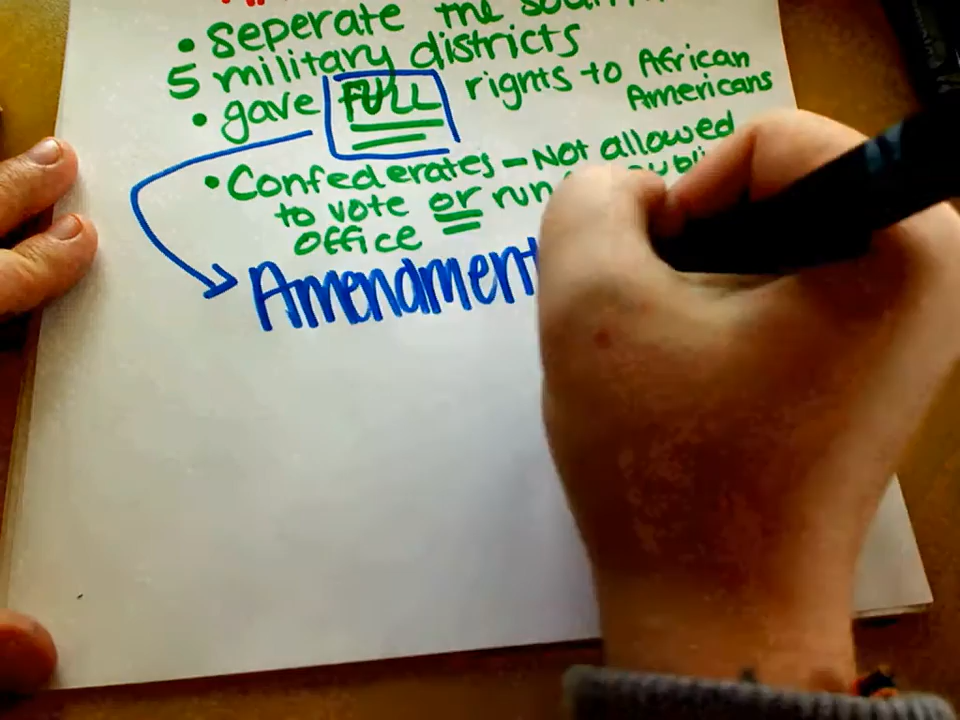 • seperate the
5 military districts
• gave FULL rights to African
Americans
• Confederates - Not allowed
to vote or run
office
Amendment